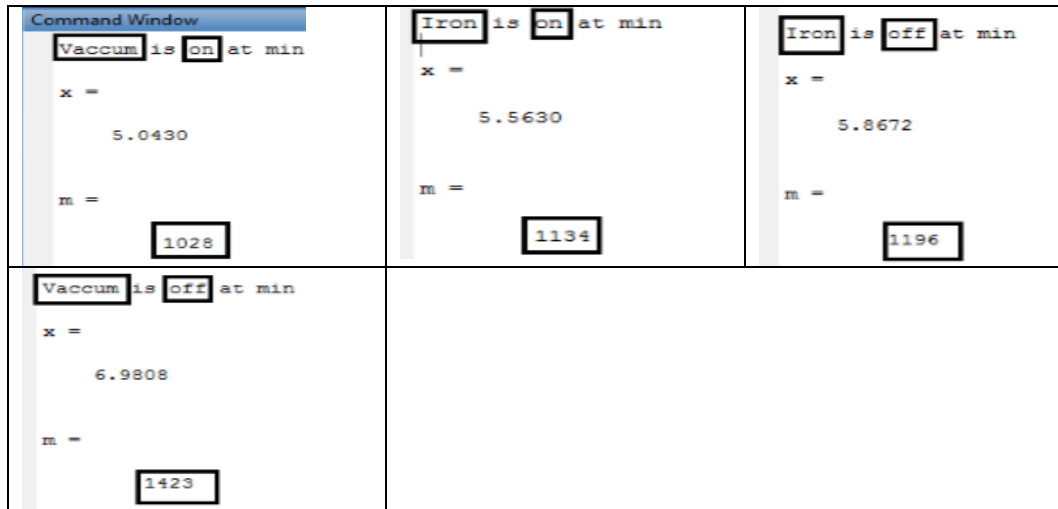 Command Window
Vaccum is on at min
x =
5.0430
m =
1028
Iron is on at min
x =
5.5630
m =
1134
Iron is off at min
x =
5.8672
m =
1196
Vaccum is off at min
x =
6.9808
m =
1423